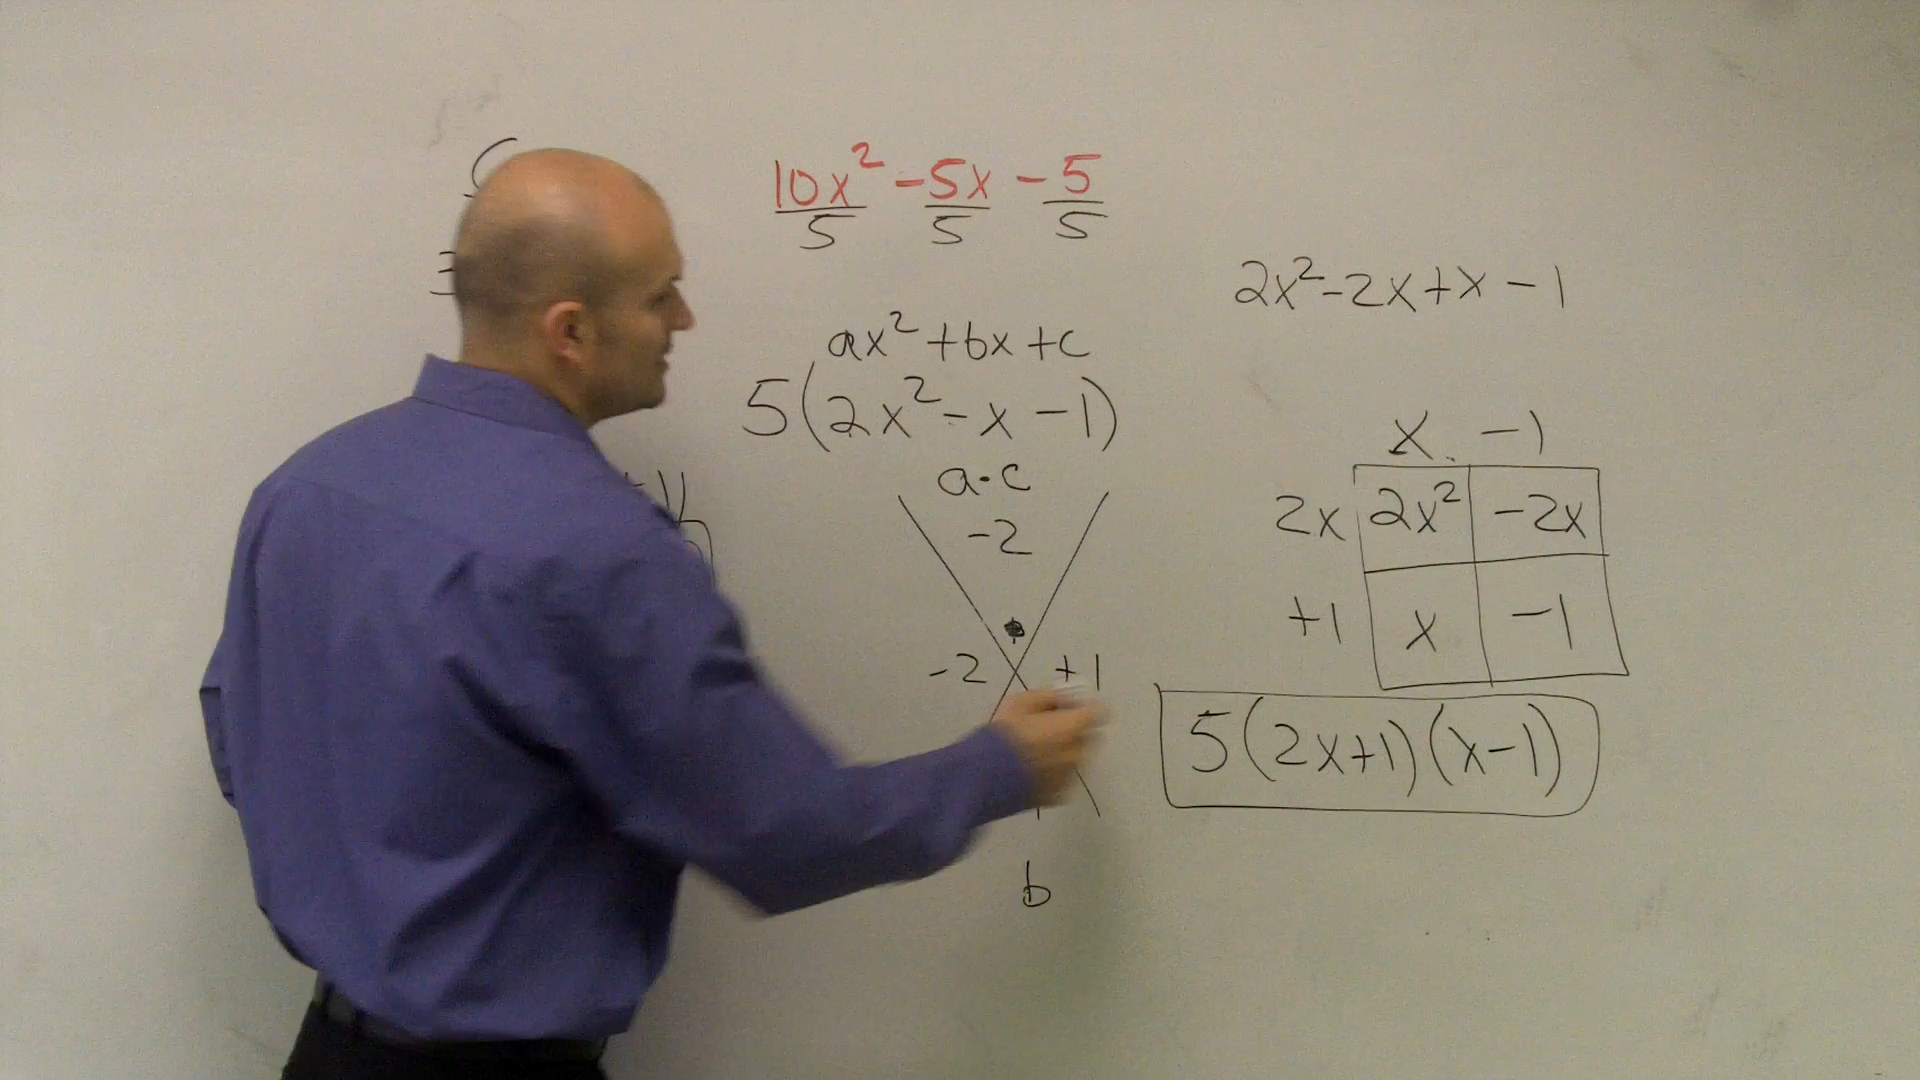 10x² - 5x - 5
5 5 5
ax² + bx + c
5(2x² - x - 1)
a·c
-2
-2 +1
b
2x² - 2x + x - 1
x -1
2x 2x² -2x
+1 x -1
5(2x+1)(x-1)